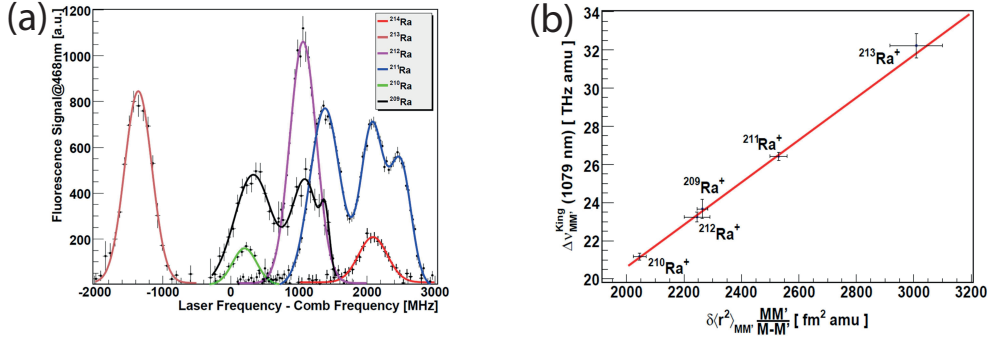 (a)
Fluorescence Signal@468nm [a.u.]
1200
1000
800
600
400
200
-2000 -1000 0 1000 2000 3000
Laser Frequency - Comb Frequency [MHz]
²¹⁴Ra
²¹³Ra
²¹²Ra
²¹¹Ra
²¹⁰Ra
²⁰⁹Ra
(b)
Δν^King_MM' (1079 nm) [ THz amu ]
34
32
30
28
26
24
22
20
²¹³Ra⁺
²¹¹Ra⁺
²⁰⁹Ra⁺
²¹²Ra⁺
²¹⁰Ra⁺
2000 2200 2400 2600 2800 3000 3200
δ⟨r²⟩_MM' MM'/M-M' [ fm² amu ]